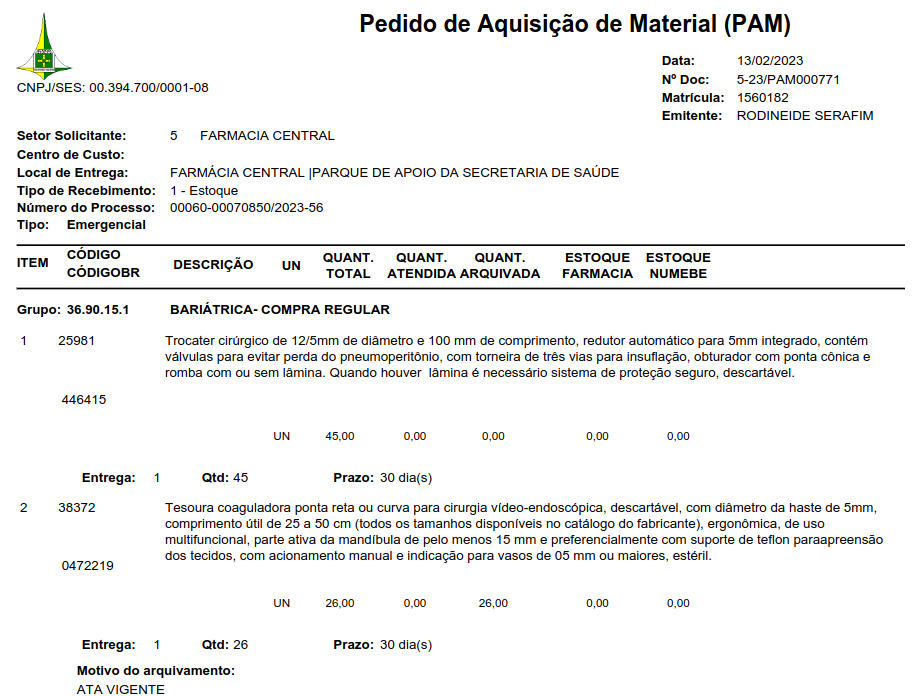 Pedido de Aquisição de Material (PAM)
CNPJ/SES: 00.394.700/0001-08
Data: 13/02/2023
Nº Doc: 5-23/PAM000771
Matrícula: 1560182
Emitente: RODINEIDE SERAFIM
Setor Solicitante: 5 FARMACIA CENTRAL
Centro de Custo:
Local de Entrega: FARMÁCIA CENTRAL |PARQUE DE APOIO DA SECRETARIA DE SAÚDE
Tipo de Recebimento: 1 - Estoque
Número do Processo: 00060-00070850/2023-56
Tipo: Emergencial
ITEM CÓDIGO CÓDIGOBR DESCRIÇÃO UN QUANT. TOTAL QUANT. ATENDIDA QUANT. ARQUIVADA ESTOQUE FARMACIA ESTOQUE NUMEBE
Grupo: 36.90.15.1 BARIÁTRICA- COMPRA REGULAR
1 25981 Trocater cirúrgico de 12/5mm de diâmetro e 100 mm de comprimento, redutor automático para 5mm integrado, contém
válvulas para evitar perda do pneumoperitônio, com torneira de três vias para insuflação, obturador com ponta cônica e
romba com ou sem lâmina. Quando houver lâmina é necessário sistema de proteção seguro, descartável.
446415
UN 45,00 0,00 0,00 0,00 0,00
Entrega: 1 Qtd: 45 Prazo: 30 dia(s)
2 38372 Tesoura coaguladora ponta reta ou curva para cirurgia vídeo-endoscópica, descartável, com diâmetro da haste de 5mm,
comprimento útil de 25 a 50 cm (todos os tamanhos disponíveis no catálogo do fabricante), ergonômica, de uso
multifuncional, parte ativa da mandíbula de pelo menos 15 mm e preferencialmente com suporte de teflon paraapreensão
dos tecidos, com acionamento manual e indicação para vasos de 05 mm ou maiores, estéril.
0472219
UN 26,00 0,00 26,00 0,00 0,00
Entrega: 1 Qtd: 26 Prazo: 30 dia(s)
Motivo do arquivamento:
ATA VIGENTE